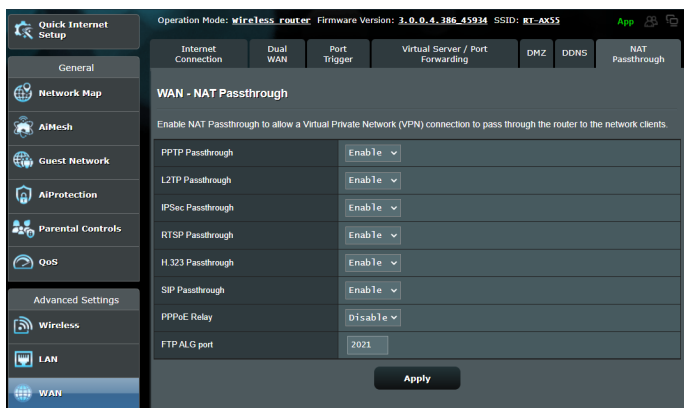 Quick Internet
Setup
Operation Mode: Wireless router Firmware Version: 3.0.0.4.386_45934 SSID: RT-AX55
App
Internet
Connection
Dual
WAN
Port
Trigger
Virtual Server / Port
Forwarding
DMZ
DDNS
NAT
Passthrough
General
Network Map
AiMesh
Guest Network
AiProtection
Parental Controls
QoS
Advanced Settings
Wireless
LAN
WAN
WAN - NAT Passthrough
Enable NAT Passthrough to allow a Virtual Private Network (VPN) connection to pass through the router to the network clients.
PPTP Passthrough Enable
L2TP Passthrough Enable
IPSec Passthrough Enable
RTSP Passthrough Enable
H.323 Passthrough Enable
SIP Passthrough Enable
PPPoE Relay Disable
FTP ALG port 2021
Apply